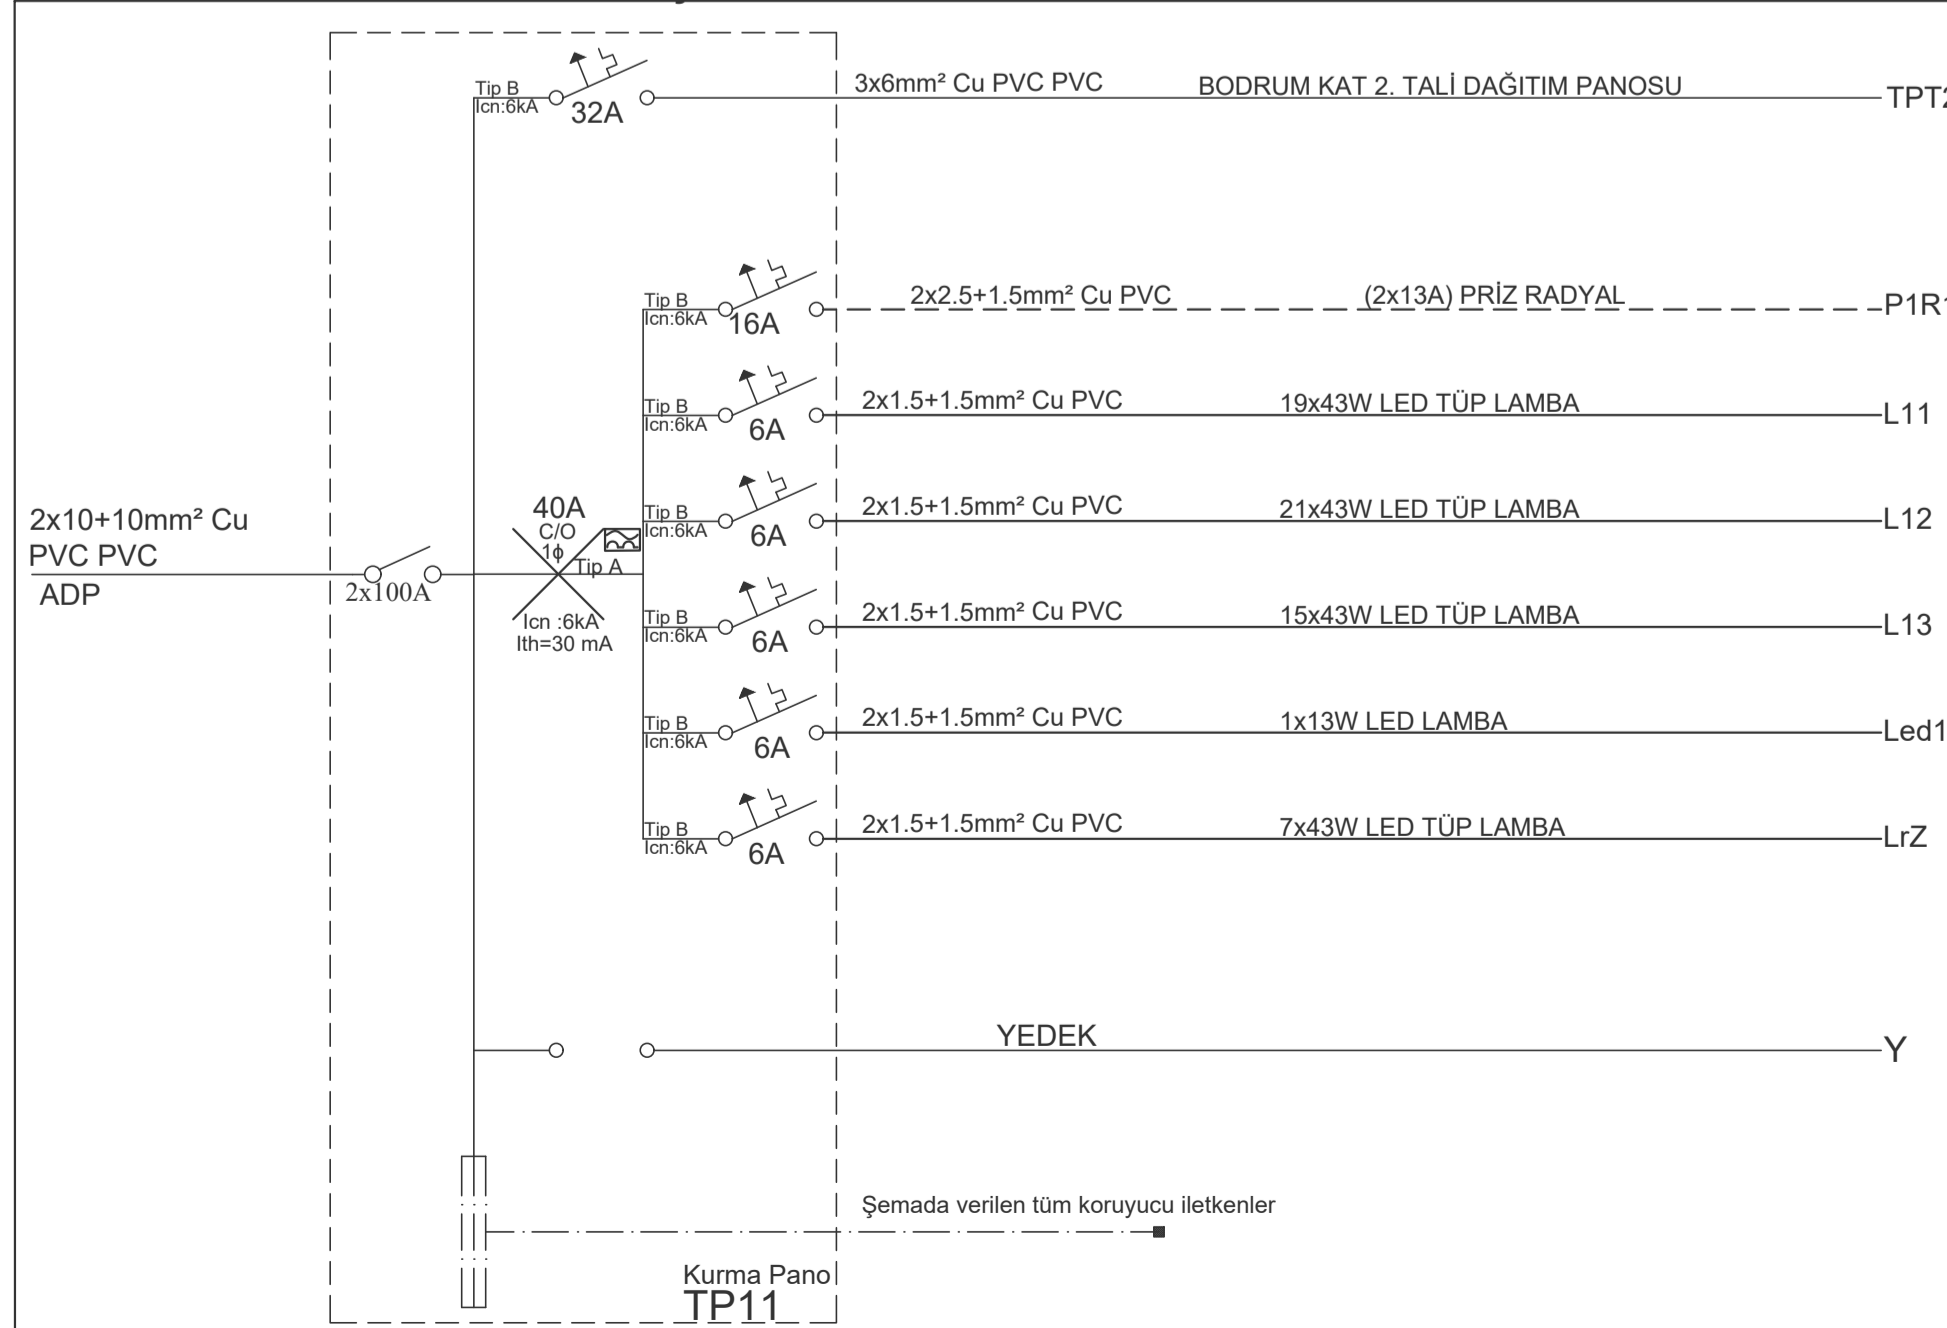 Tip B
Icn:6kA
32A
3x6mm² Cu PVC PVC
BODRUM KAT 2. TALİ DAĞITIM PANOSU
Tip B
Icn:6kA
16A
2x2.5+1.5mm² Cu PVC
(2x13A) PRİZ RADYAL
Tip B
Icn:6kA
6A
2x1.5+1.5mm² Cu PVC
19x43W LED TÜP LAMBA
L11
2x10+10mm² Cu
PVC PVC
ADP
2x100A
40A
C/O
1ϕ
Tip A
Icn :6kA
Ith=30 mA
Tip B
Icn:6kA
6A
2x1.5+1.5mm² Cu PVC
21x43W LED TÜP LAMBA
L12
Tip B
Icn:6kA
6A
2x1.5+1.5mm² Cu PVC
15x43W LED TÜP LAMBA
L13
Tip B
Icn:6kA
6A
2x1.5+1.5mm² Cu PVC
1x13W LED LAMBA
Led1
Tip B
Icn:6kA
6A
2x1.5+1.5mm² Cu PVC
7x43W LED TÜP LAMBA
LrZ
YEDEK
Y
Şemada verilen tüm koruyucu iletkenler
Kurma Pano
TP11